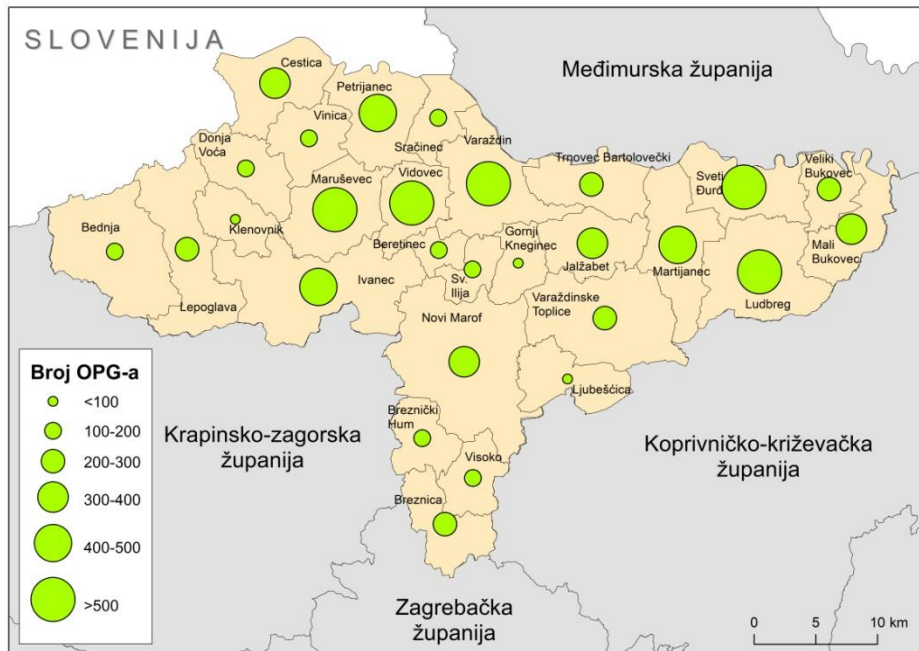 SLOVENIJA
Cestica
Međimurska županija
Petrijanec
Vinica
Sračinec
Varaždin
Donja
Voća
Trnovec Bartolovečki
Veliki
Bukovec
Sveti
Đurđ
Maruševec
Vidovec
Bednja
Klenovnik
Beretinec
Gornji
Kneginec
Jalžabet
Martijanec
Mali
Bukovec
Lepoglava
Ivanec
Sv.
Ilija
Varaždinske
Toplice
Ludbreg
Novi Marof
Ljubešćica
Breznički
Hum
Visoko
Breznica
Krapinsko-zagorska
županija
Koprivničko-križevačka
županija
Zagrebačka
županija
Broj OPG-a
<100
100-200
200-300
300-400
400-500
>500
0 5 10 km